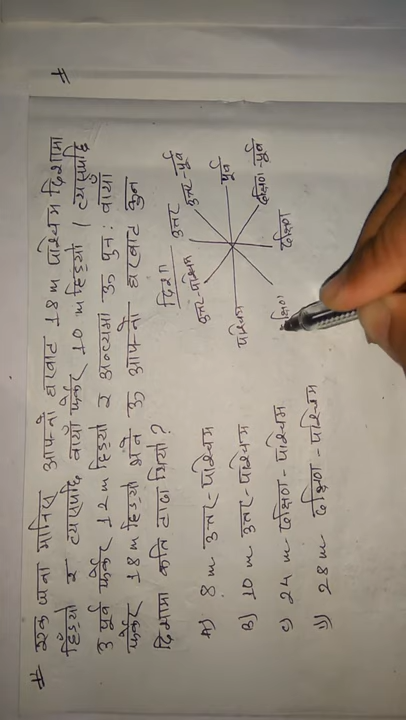 # एक जना मानिस् आफ्नो घरबाट 18 m पश्चिम दिशामा
हिँड्यो र त्यसपछि बायाँ फर्केर 10 m हिड्यो । त्यसपछि
उ पूर्व फर्केर 12 m हिड्यो र अन्त्यमा ऊ पुनः बायाँ
फर्केर 18 m हिड्यो भने ऊ आफ्नो घरबाट कुन
दिशामा कति टाढा थियो?
A) 8 m उत्तर-पश्चिम
B) 10 m उत्तर-पश्चिम
C) 24 m दक्षिण-पश्चिम
D) 28 m दक्षिण-पश्चिम
दिशा
उत्तर-पश्चिम
उत्तर
उत्तर-पूर्व
पश्चिम
पूर्व
दक्षिण
दक्षिण
दक्षिण-पूर्व
#